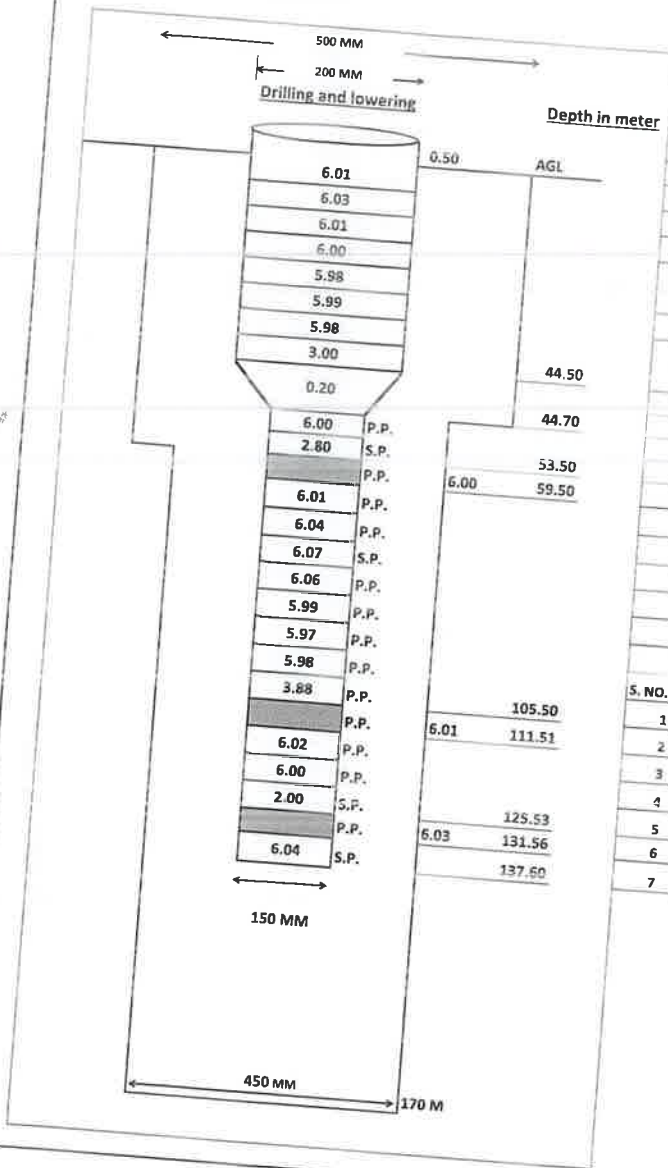 500 MM
200 MM
Drilling and lowering
Depth in meter
0.50 AGL
6.01
6.03
6.01
6.00
5.98
5.99
5.98
3.00
44.50
0.20
44.70
6.00 P.P.
2.80 S.P.
53.50
P.P.
6.00 59.50
6.01 P.P.
6.04 P.P.
6.07 S.P.
6.06 P.P.
5.99 P.P.
5.97 P.P.
5.98 P.P.
3.88 P.P.
105.50
P.P.
6.01 111.51
6.02 P.P.
6.00 P.P.
2.00 S.P.
125.53
P.P.
6.03 131.56
6.04 S.P.
137.60
150 MM
450 MM
170 M
S. NO.
1
2
3
4
5
6
7